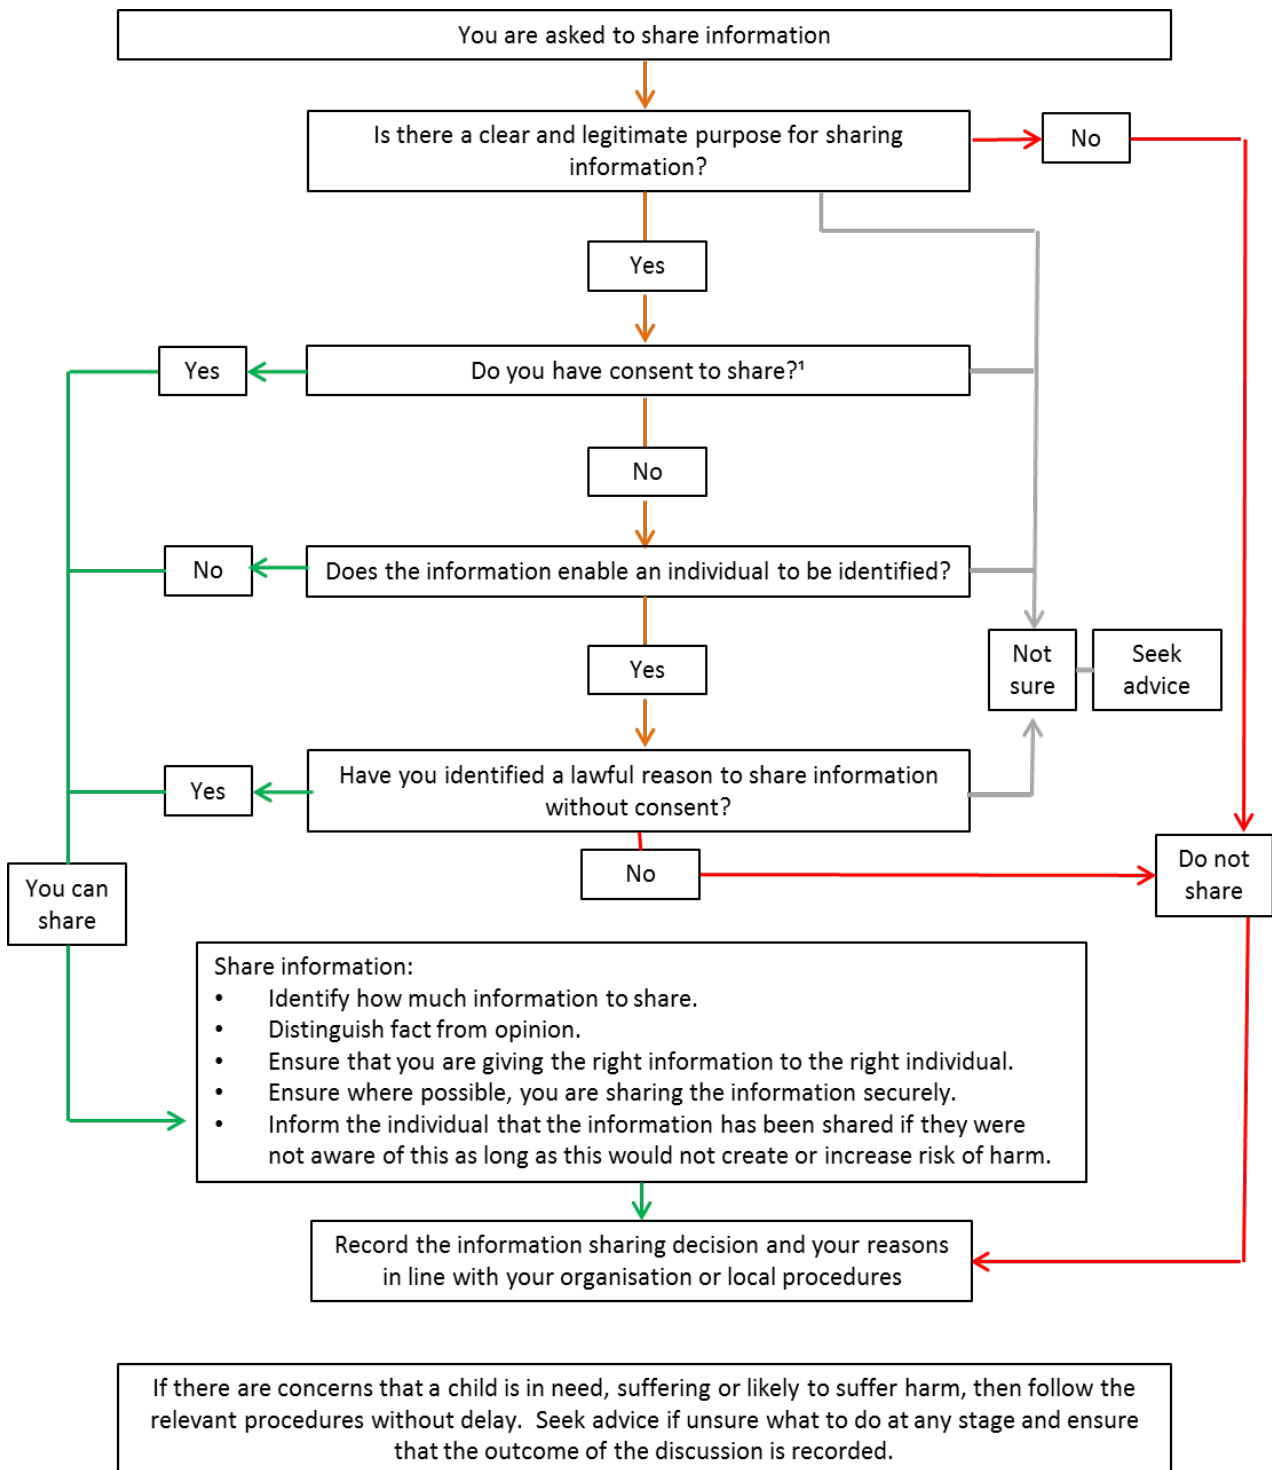 You are asked to share information
Is there a clear and legitimate purpose for sharing
information?
No
Yes
Yes
Do you have consent to share?¹
No
No
Does the information enable an individual to be identified?
Not
sure
Seek
advice
Yes
Yes
Have you identified a lawful reason to share information
without consent?
No
Do not
share
You can
share
Share information:
• Identify how much information to share.
• Distinguish fact from opinion.
• Ensure that you are giving the right information to the right individual.
• Ensure where possible, you are sharing the information securely.
• Inform the individual that the information has been shared if they were
not aware of this as long as this would not create or increase risk of harm.
Record the information sharing decision and your reasons
in line with your organisation or local procedures
If there are concerns that a child is in need, suffering or likely to suffer harm, then follow the
relevant procedures without delay.  Seek advice if unsure what to do at any stage and ensure
that the outcome of the discussion is recorded.